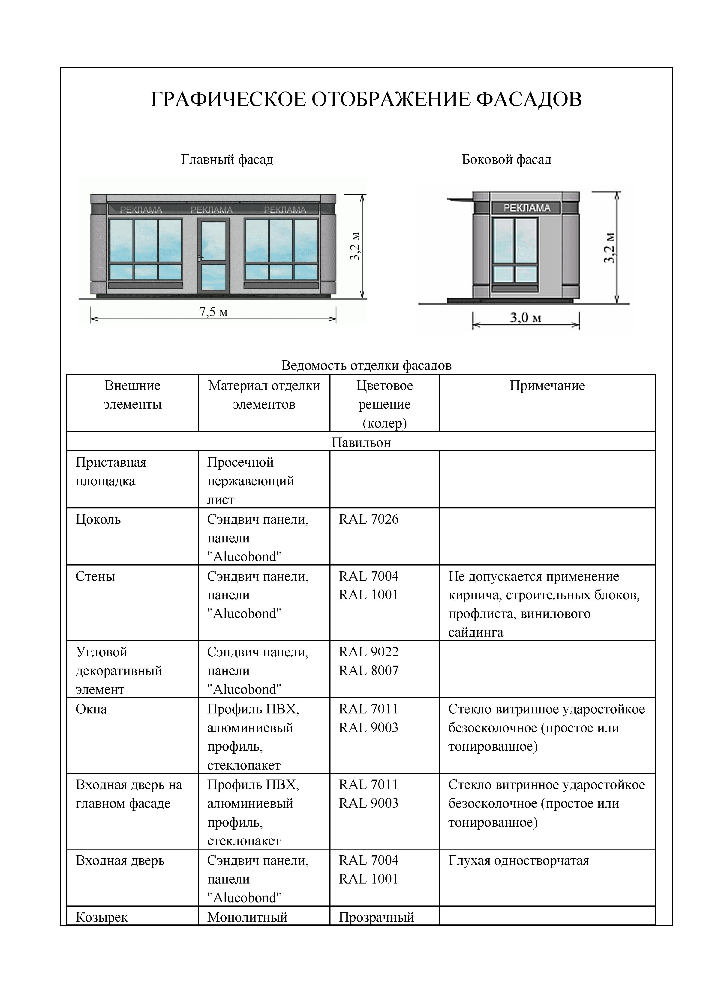 ГРАФИЧЕСКОЕ ОТОБРАЖЕНИЕ ФАСАДОВ
Главный фасад
Боковой фасад
РЕКЛАМА РЕКЛАМА РЕКЛАМА
3,2 м
7,5 м
РЕКЛАМА
3,2 м
3,0 м
Ведомость отделки фасадов
Внешние
элементы
Материал отделки
элементов
Цветовое
решение
(колер)
Примечание
Павильон
Приставная
площадка
Просечной
нержавеющий
лист
Цоколь
Сэндвич панели,
панели
"Alucobond"
RAL 7026
Стены
Сэндвич панели,
панели
"Alucobond"
RAL 7004
RAL 1001
Не допускается применение
кирпича, строительных блоков,
профлиста, винилового
сайдинга
Угловой
декоративный
элемент
Сэндвич панели,
панели
"Alucobond"
RAL 9022
RAL 8007
Окна
Профиль ПВХ,
алюминиевый
профиль,
стеклопакет
RAL 7011
RAL 9003
Стекло витринное ударостойкое
безосколочное (простое или
тонированное)
Входная дверь на
главном фасаде
Профиль ПВХ,
алюминиевый
профиль,
стеклопакет
RAL 7011
RAL 9003
Стекло витринное ударостойкое
безосколочное (простое или
тонированное)
Входная дверь
Сэндвич панели,
панели
"Alucobond"
RAL 7004
RAL 1001
Глухая одностворчатая
Козырек
Монолитный
Прозрачный